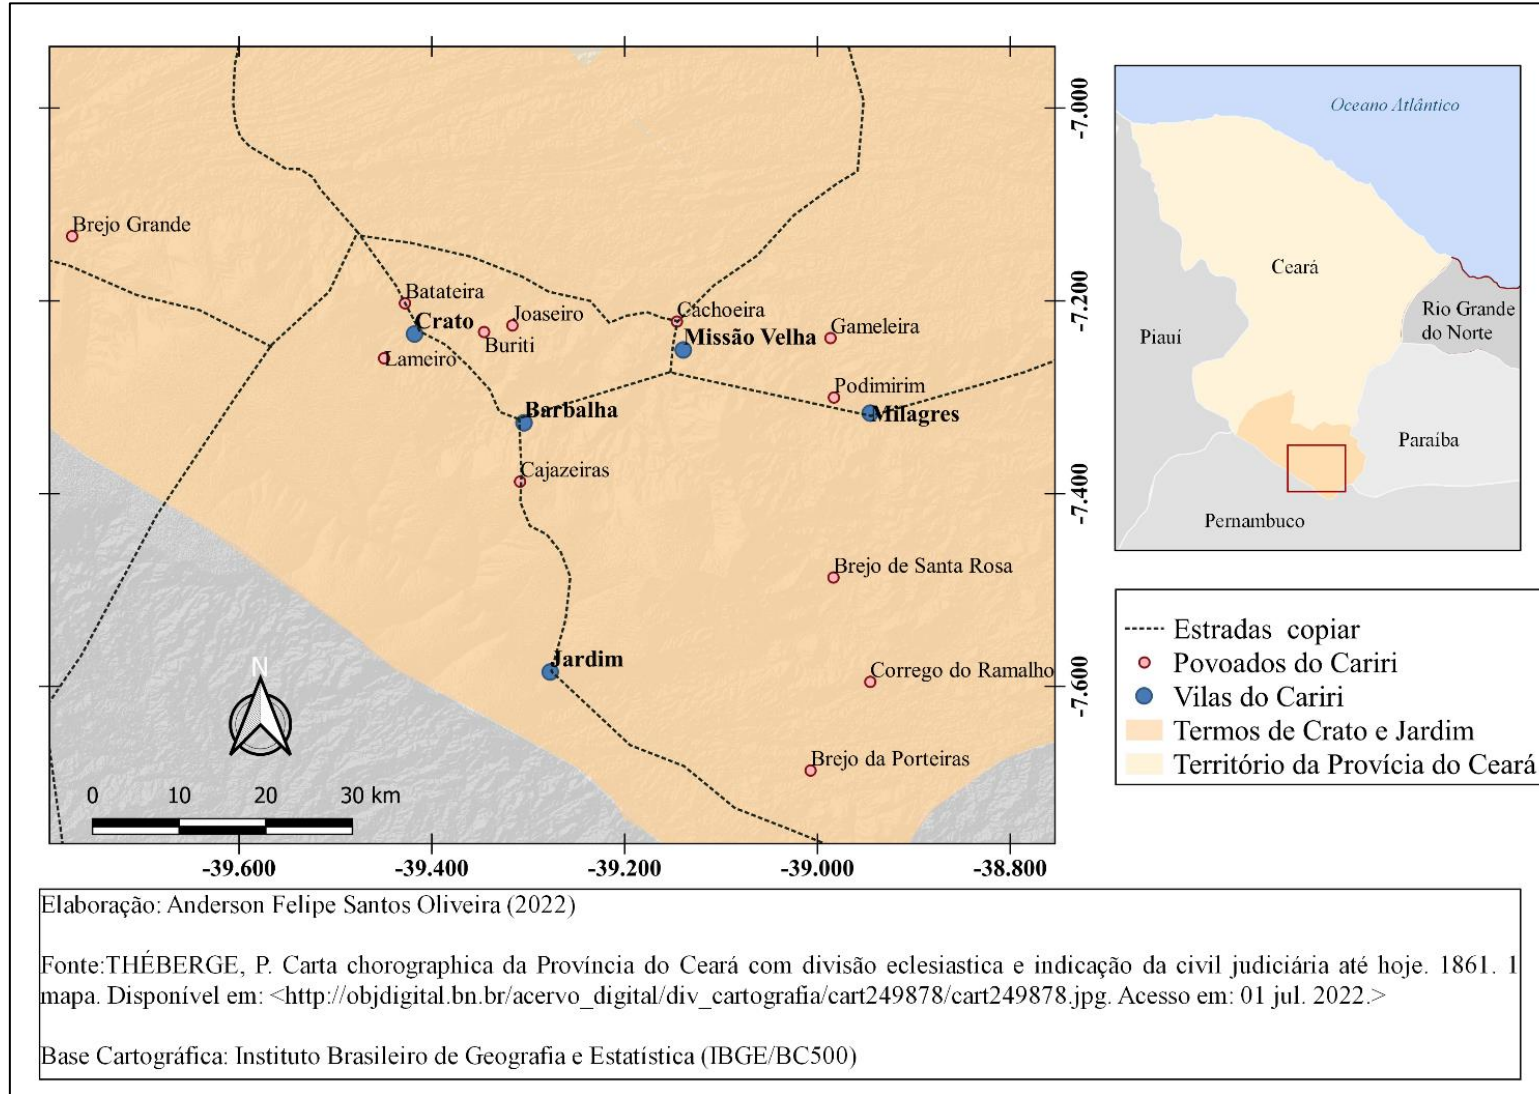 Brejo Grande
Batateira
Crato
Joaseiro
Buriti
Lameiro
Cachoeira
Missão Velha
Gameleira
Podimirim
Milagres
Barbalha
Cajazeiras
Brejo de Santa Rosa
Jardim
Corrego do Ramalho
Brejo da Porteiras
N
0 10 20 30 km
-7.000
-7.200
-7.400
-7.600
-39.600 -39.400 -39.200 -39.000 -38.800
Oceano Atlântico
Ceará
Rio Grande
do Norte
Piauí
Paraíba
Pernambuco
Estradas copiar
Povoados do Cariri
Vilas do Cariri
Termos de Crato e Jardim
Território da Provícia do Ceará
Elaboração: Anderson Felipe Santos Oliveira (2022)
Fonte:THÉBERGE, P. Carta chorographica da Província do Ceará com divisão eclesiastica e indicação da civil judiciária até hoje. 1861. 1
mapa. Disponível em: <http://objdigital.bn.br/acervo_digital/div_cartografia/cart249878/cart249878.jpg. Acesso em: 01 jul. 2022.>
Base Cartográfica: Instituto Brasileiro de Geografia e Estatística (IBGE/BC500)